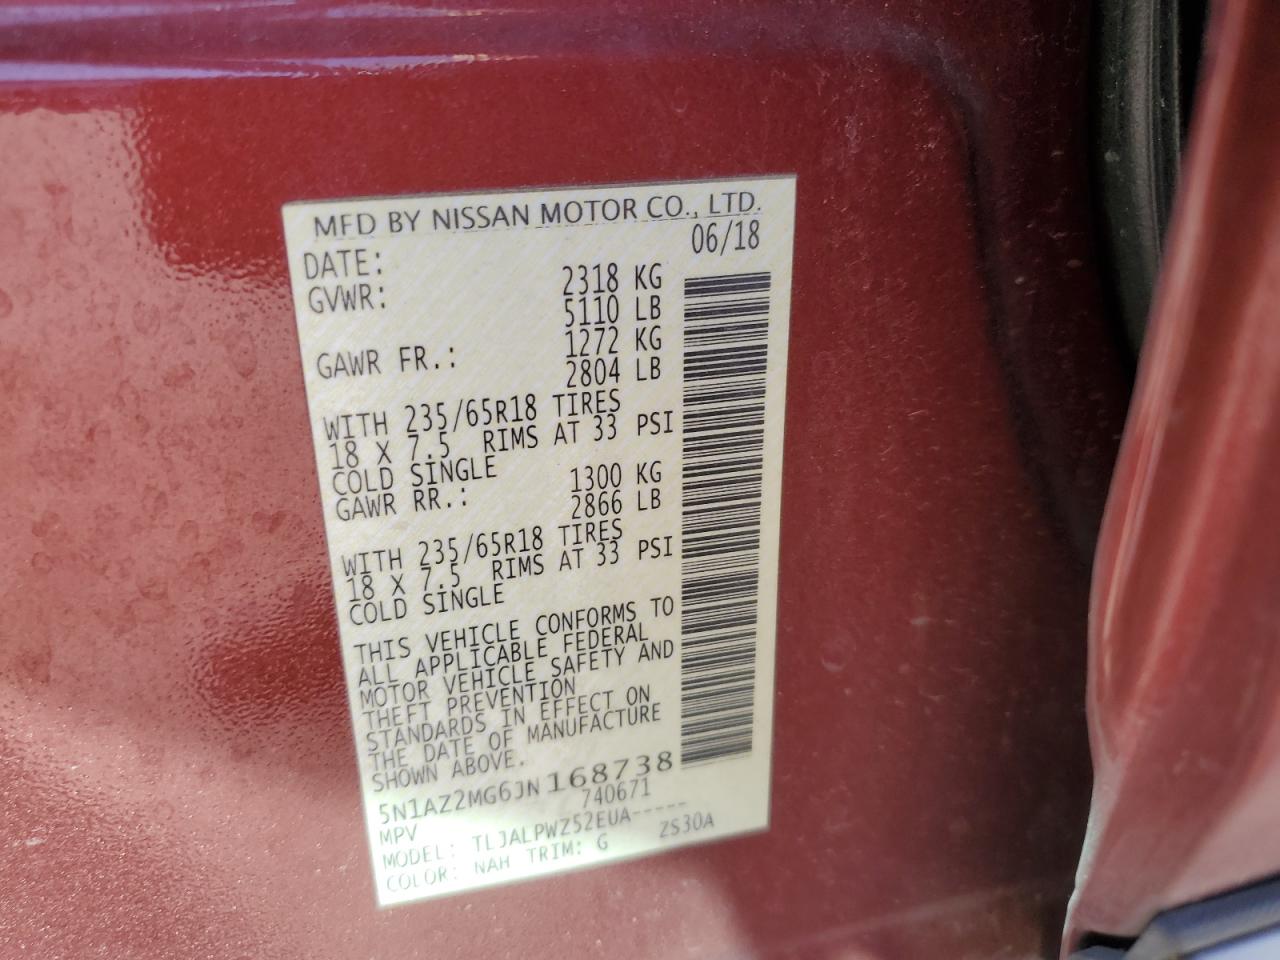 MFD BY NISSAN MOTOR CO., LTD.
DATE: 06/18
GVWR: 2318 KG
5110 LB
GAWR FR.: 1272 KG
2804 LB
WITH 235/65R18 TIRES
18 X 7.5 RIMS AT 33 PSI
COLD SINGLE
GAWR RR.: 1300 KG
2866 LB
WITH 235/65R18 TIRES
18 X 7.5 RIMS AT 33 PSI
COLD SINGLE
THIS VEHICLE CONFORMS TO
ALL APPLICABLE FEDERAL
MOTOR VEHICLE SAFETY AND
THEFT PREVENTION
STANDARDS IN EFFECT ON
THE DATE OF MANUFACTURE
SHOWN ABOVE.
5N1AZ2MG6JN168738
MPV 740671
MODEL: TLJALPWZ52EUA-----
COLOR: NAH TRIM: G ZS30A